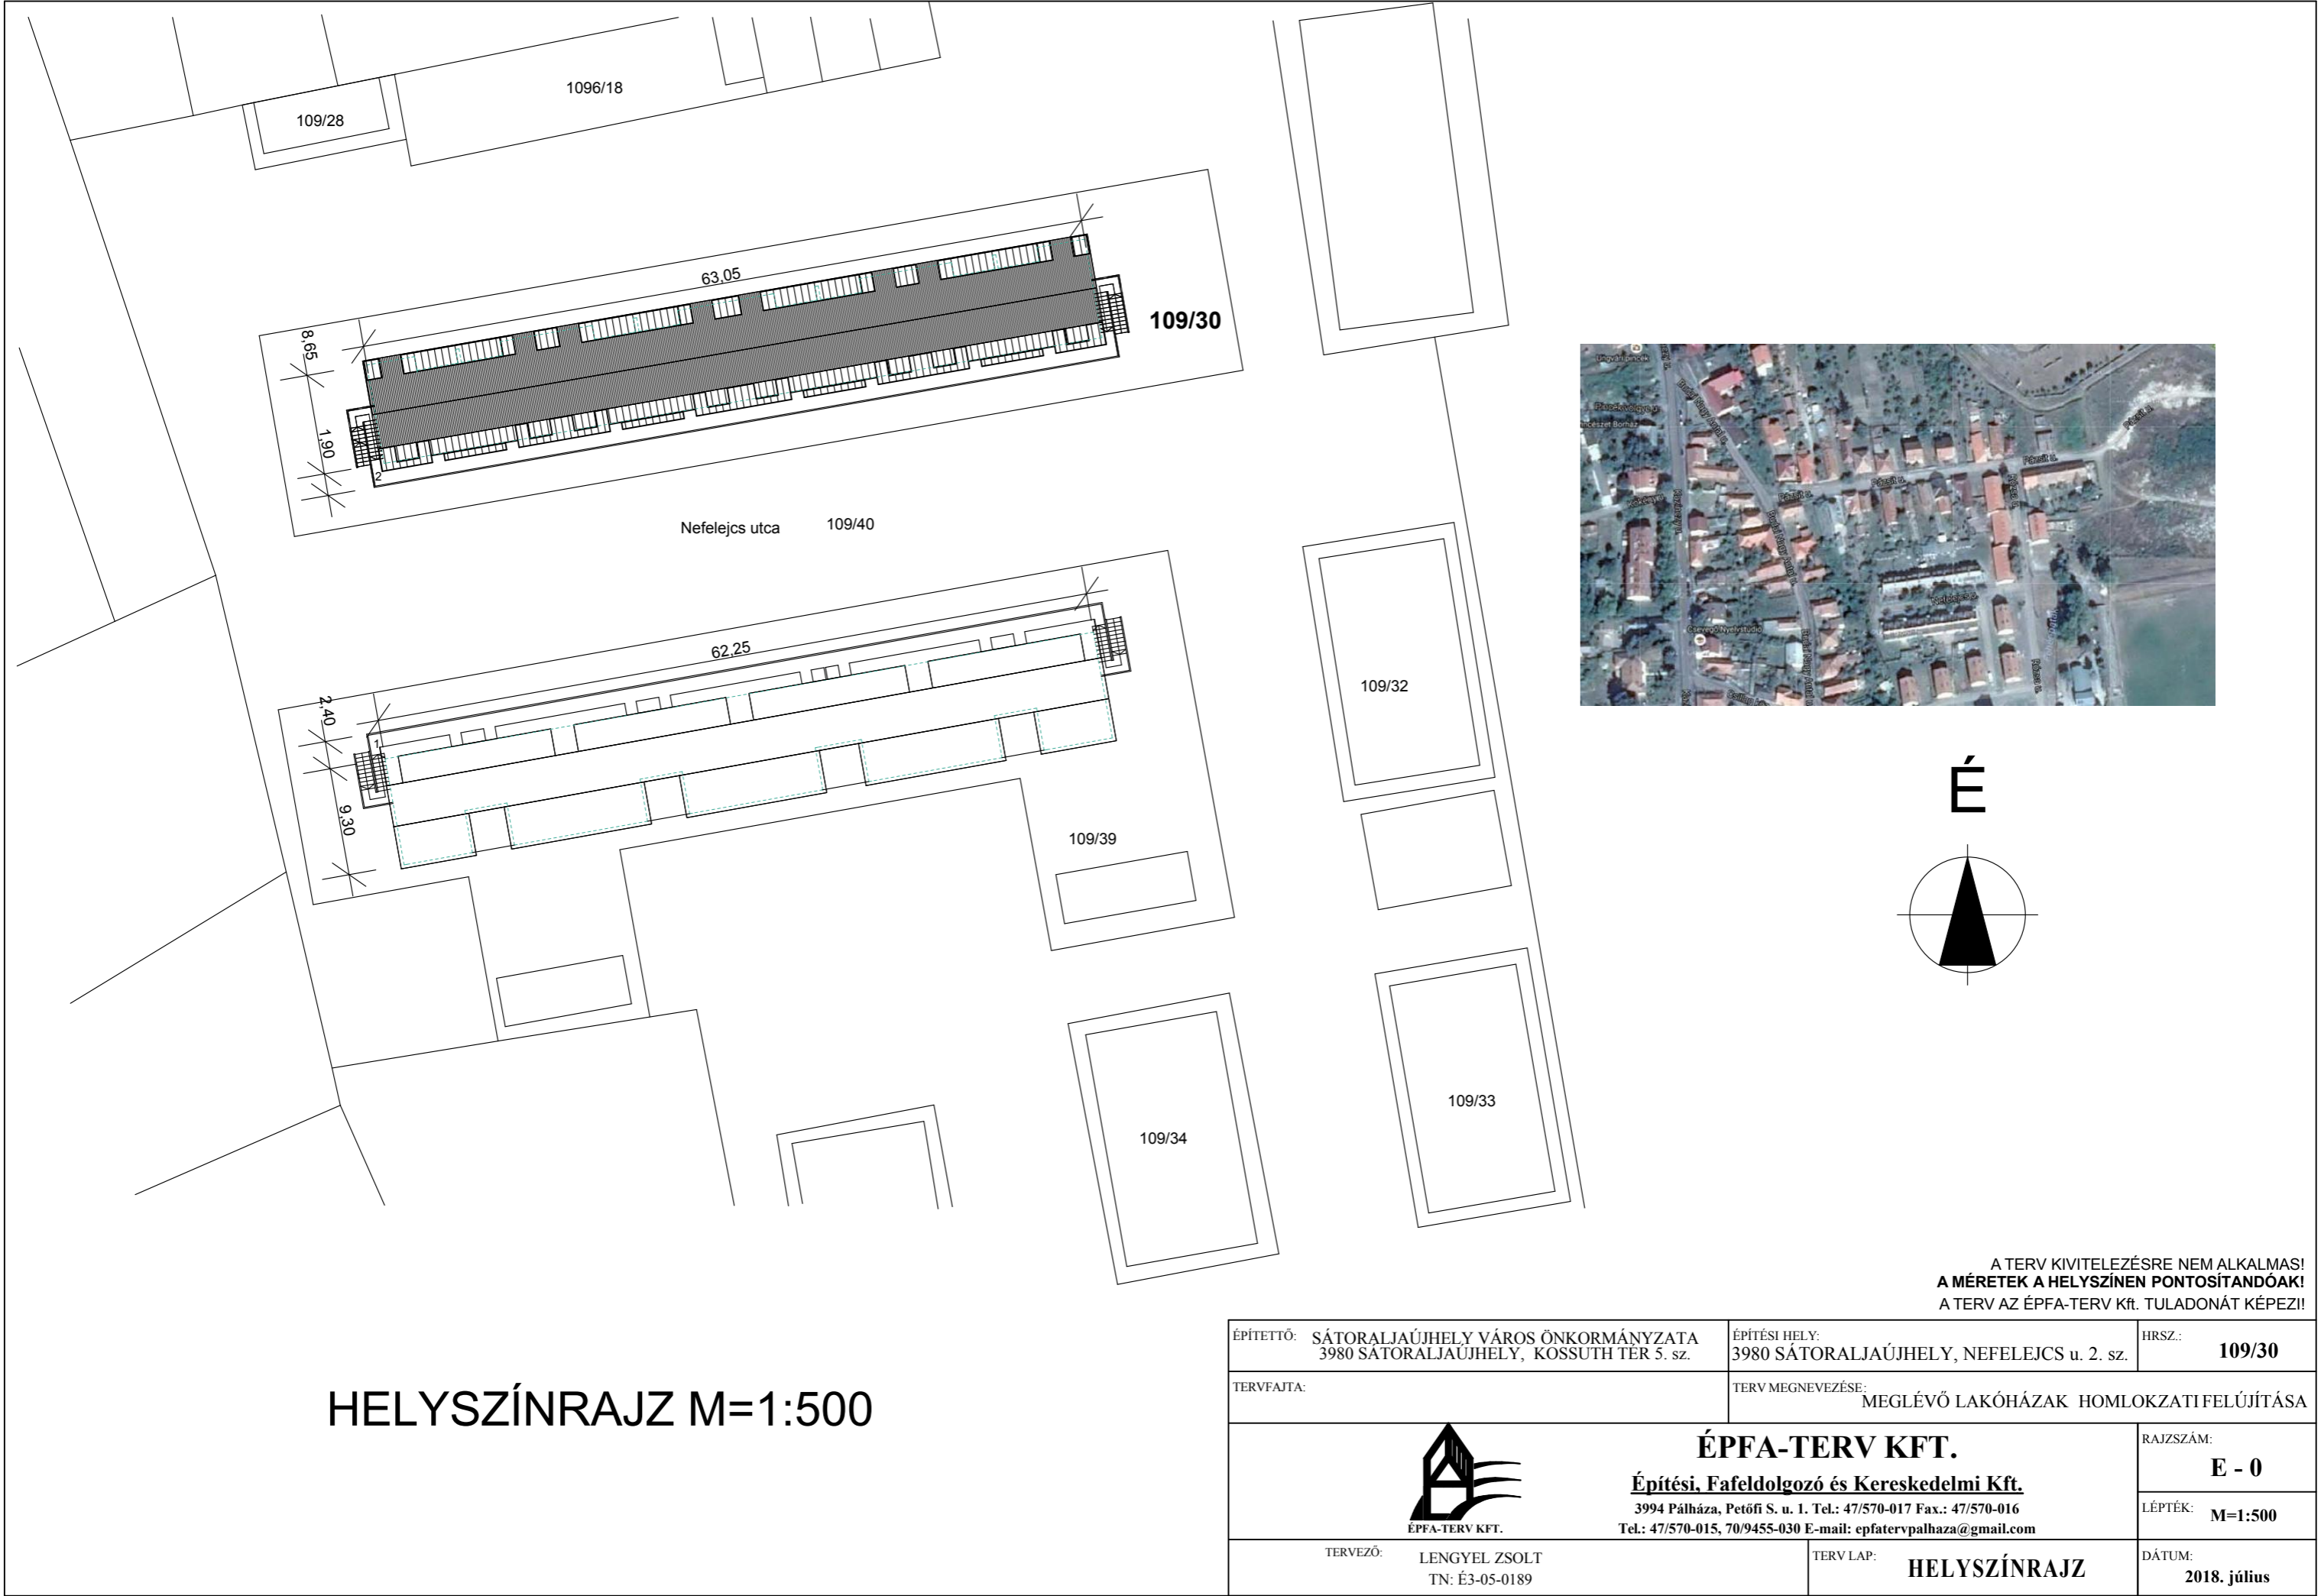 1096/18
109/28
63,05
109/30
8,65
1,90
2
Nefelejcs utca 109/40
62,25
2,40
1
9,30
109/32
109/39
109/34
109/33
Pázsit u.
Pázsit u.
Pázsit u.
Nefelejcs u.
Rózsa u.
É
A TERV KIVITELEZÉSRE NEM ALKALMAS!
A MÉRETEK A HELYSZÍNEN PONTOSÍTANDÓAK!
A TERV AZ ÉPFA-TERV Kft. TULADONÁT KÉPEZI!
HELYSZÍNRAJZ M=1:500
ÉPÍTETTŐ: SÁTORALJAÚJHELY VÁROS ÖNKORMÁNYZATA
3980 SÁTORALJAÚJHELY, KOSSUTH TÉR 5. sz.
ÉPÍTÉSI HELY:
3980 SÁTORALJAÚJHELY, NEFELEJCS u. 2. sz.
HRSZ.: 109/30
TERVFAJTA:
TERV MEGNEVEZÉSE:
MEGLÉVŐ LAKÓHÁZAK HOMLOKZATI FELÚJÍTÁSA
ÉPFA-TERV KFT.
ÉPFA-TERV KFT.
Építési, Fafeldolgozó és Kereskedelmi Kft.
3994 Pálháza, Petőfi S. u. 1. Tel.: 47/570-017 Fax.: 47/570-016
Tel.: 47/570-015, 70/9455-030 E-mail: epfatervpalhaza@gmail.com
RAJZSZÁM:
E - 0
LÉPTÉK: M=1:500
TERVEZŐ: LENGYEL ZSOLT
TN: É3-05-0189
TERV LAP: HELYSZÍNRAJZ
DÁTUM:
2018. július